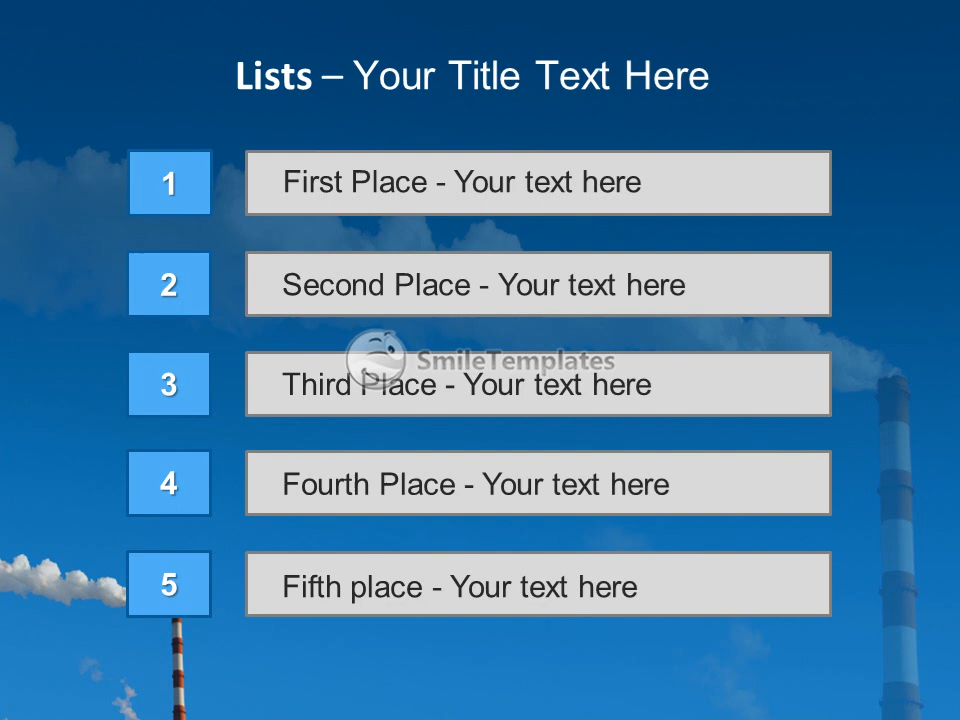 Lists – Your Title Text Here
1
First Place - Your text here
2
Second Place - Your text here
SmileTemplates
3
Third Place - Your text here
4
Fourth Place - Your text here
5
Fifth place - Your text here